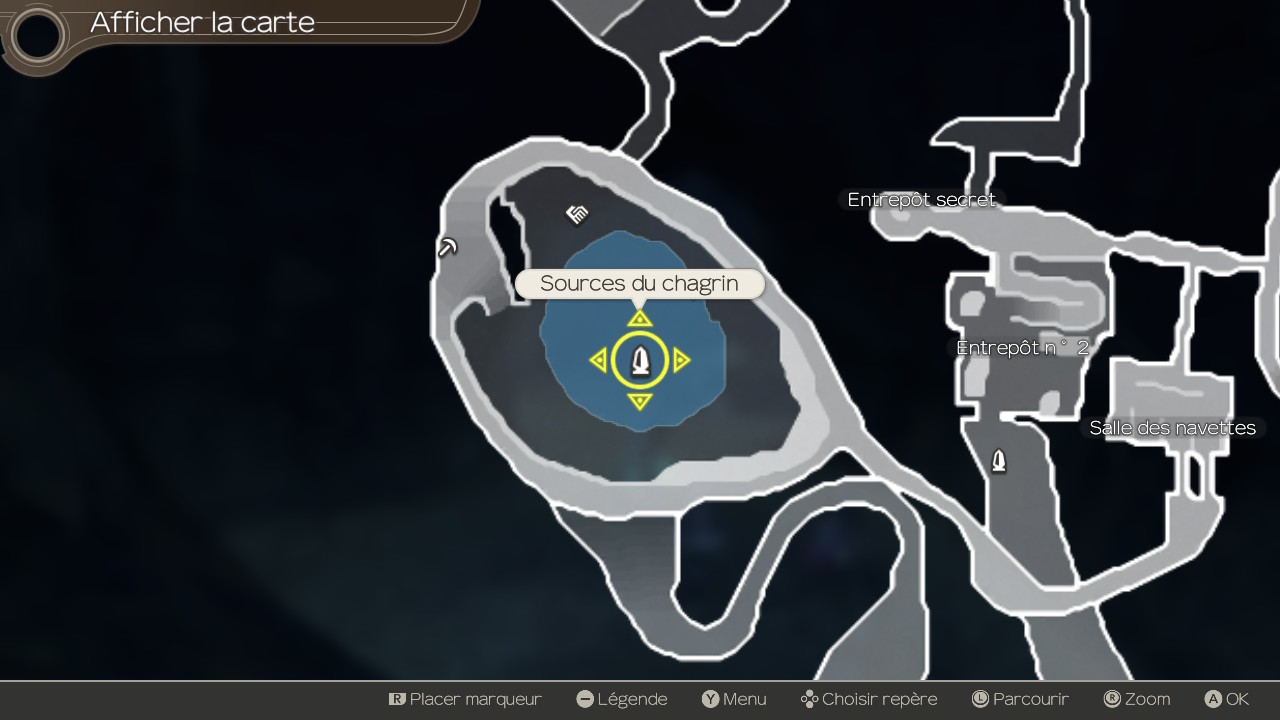 Afficher la carte
Entrepôt secret
Sources du chagrin
Entrepôt n° 2
Salle des navettes
R Placer marqueur
Légende
Y Menu
Choisir repère
L Parcourir
R Zoom
A OK